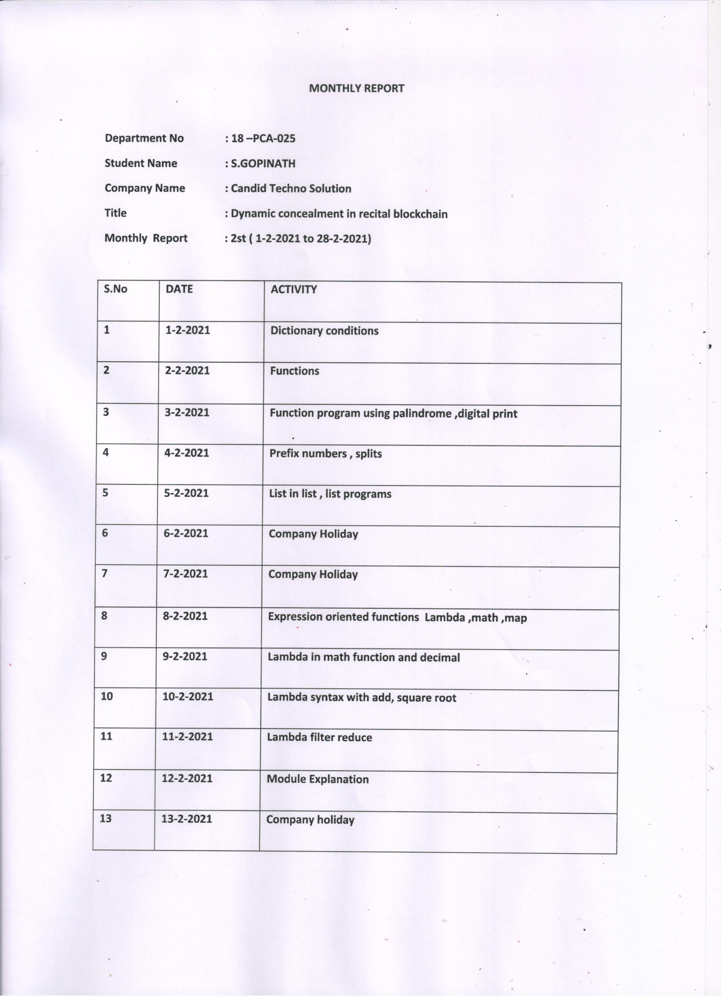 MONTHLY REPORT
Department No : 18 –PCA-025
Student Name : S.GOPINATH
Company Name : Candid Techno Solution
Title : Dynamic concealment in recital blockchain
Monthly Report : 2st ( 1-2-2021 to 28-2-2021)
S.No DATE ACTIVITY
1 1-2-2021 Dictionary conditions
2 2-2-2021 Functions
3 3-2-2021 Function program using palindrome ,digital print
4 4-2-2021 Prefix numbers , splits
5 5-2-2021 List in list , list programs
6 6-2-2021 Company Holiday
7 7-2-2021 Company Holiday
8 8-2-2021 Expression oriented functions Lambda ,math ,map
9 9-2-2021 Lambda in math function and decimal
10 10-2-2021 Lambda syntax with add, square root
11 11-2-2021 Lambda filter reduce
12 12-2-2021 Module Explanation
13 13-2-2021 Company holiday